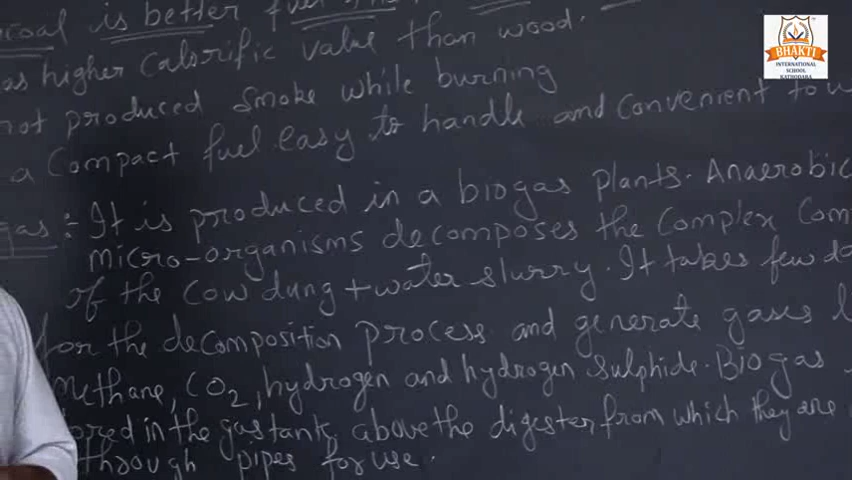 coal is better fuel
as higher calorific value than wood.
not produced smoke while burning
a compact fuel easy to handle and convenient to
gas :- It is produced in a biogas plants. Anaerobic
micro-organisms decomposes the complex Com
of the cow dung + water slurry. It takes few da
for the decomposition process and generate gases l
Methane, CO2, hydrogen and hydrogen sulphide. Biogas
tored in the gas tank, above the digester from which they are
through pipes for use.
BHAKTI
INTERNATIONAL
SCHOOL
KATHODARA